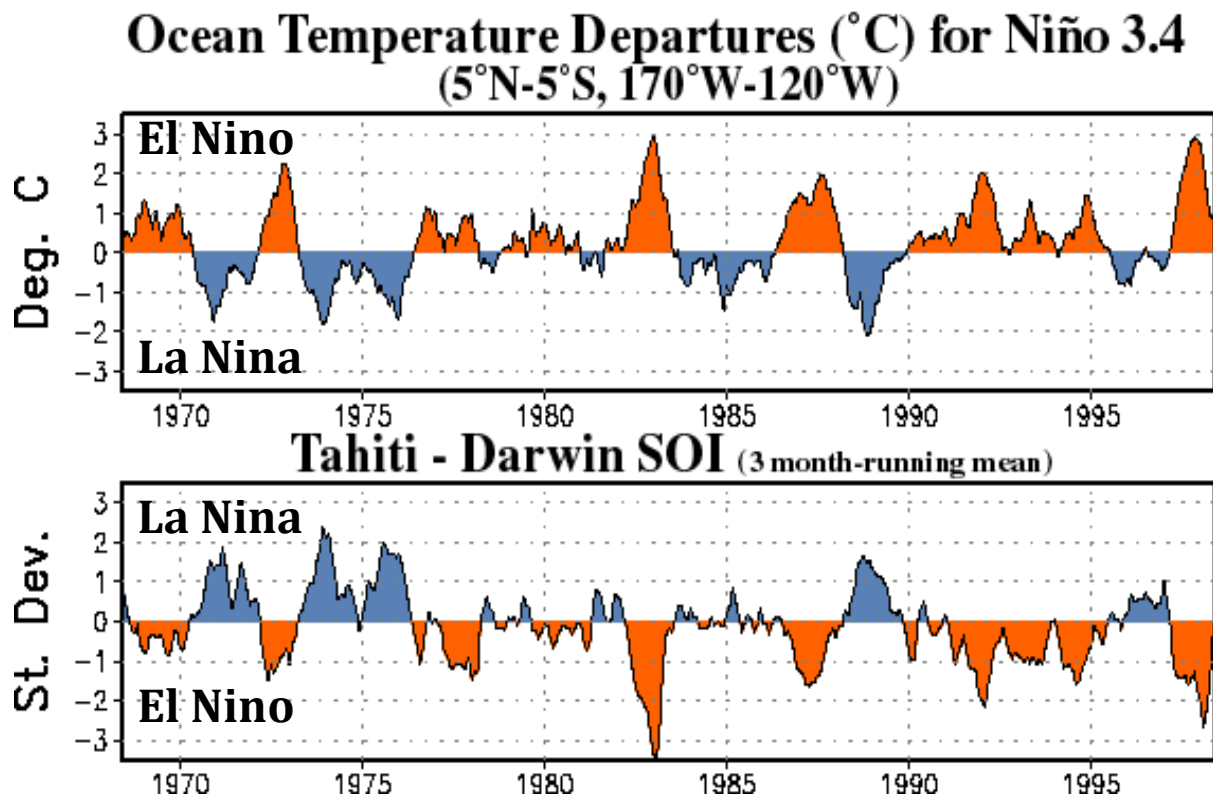 Ocean Temperature Departures (˚C) for Niño 3.4
(5˚N-5˚S, 170˚W-120˚W)
Deg. C
3
El Nino
2
1
0
−1
−2
La Nina
−3
1970 1975 1980 1985 1990 1995
Tahiti - Darwin SOI (3 month-running mean)
St. Dev.
3
La Nina
2
1
0
−1
−2
El Nino
−3
1970 1975 1980 1985 1990 1995